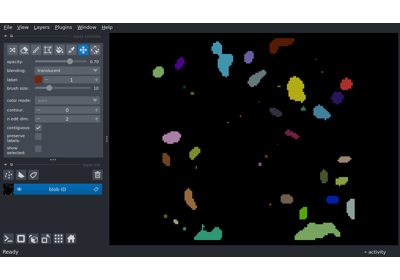 File View Layers Plugins Window Help
opacity: 0.70
blending: translucent
label: 1
brush size: 10
color mode:
contour: 0
n edit dim: 2
contiguous:
preserve labels:
show selected:
blob ID
Ready activity